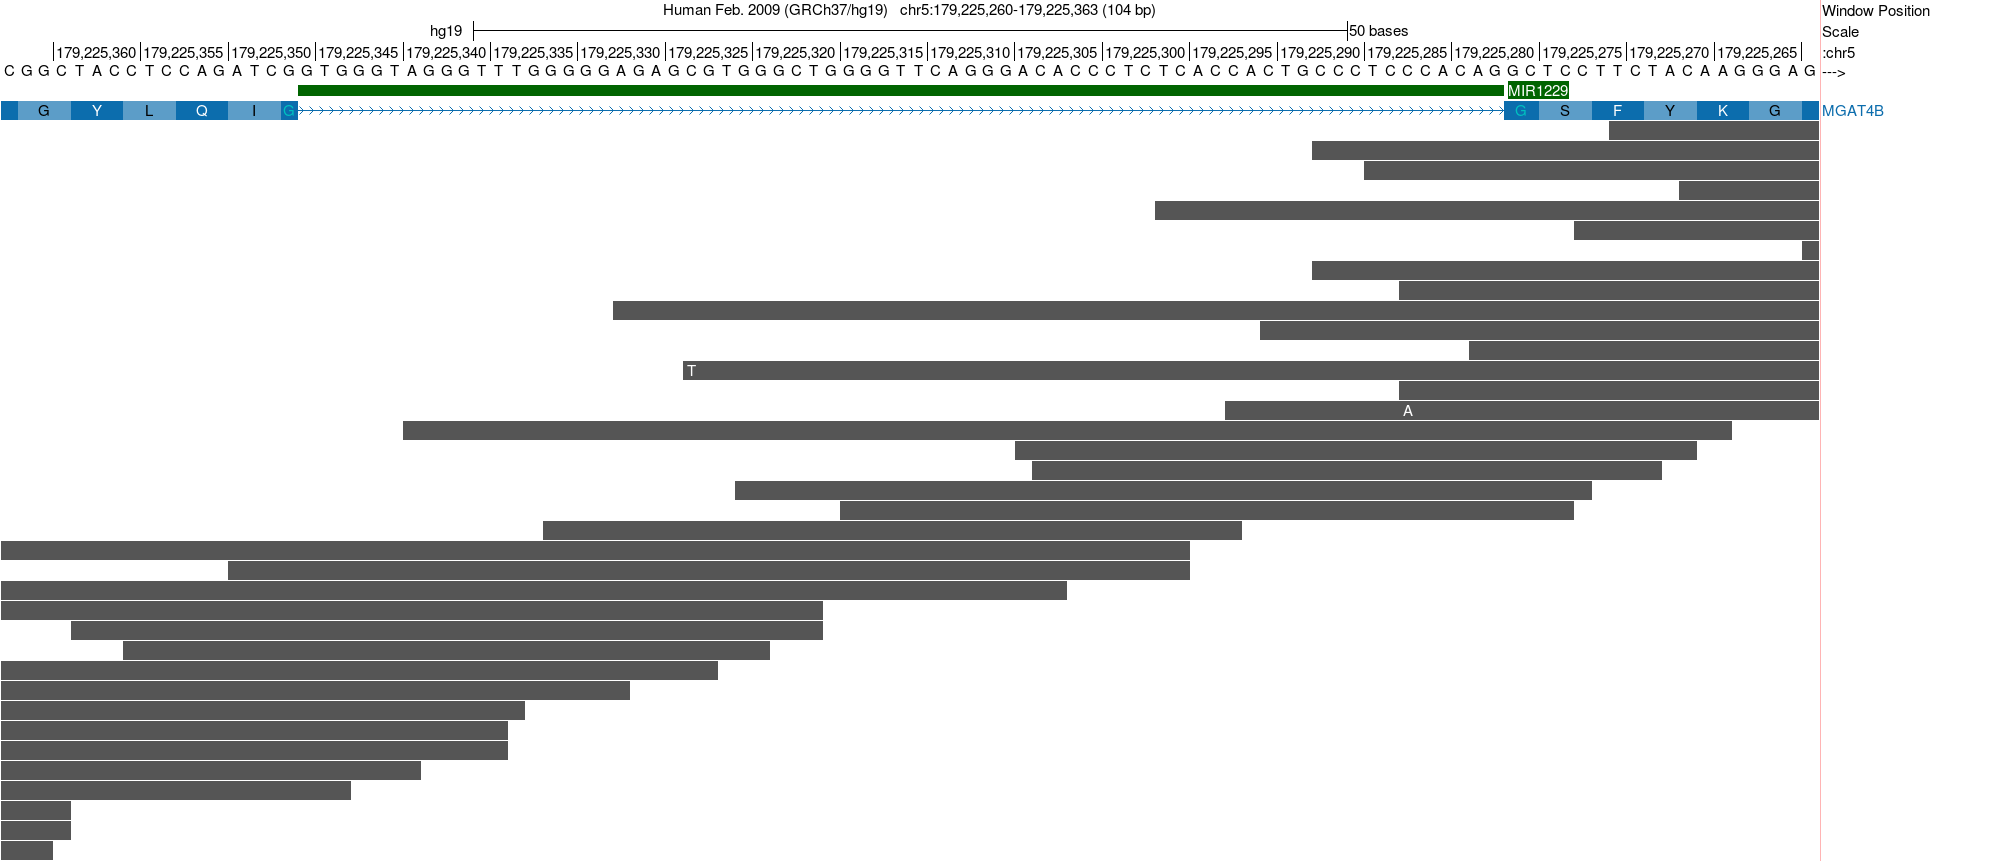 Human Feb. 2009 (GRCh37/hg19) chr5:179,225,260-179,225,363 (104 bp) Window Position
hg19 50 bases Scale
179,225,360 179,225,355 179,225,350 179,225,345 179,225,340 179,225,335 179,225,330 179,225,325 179,225,320 179,225,315 179,225,310 179,225,305 179,225,300 179,225,295 179,225,290 179,225,285 179,225,280 179,225,275 179,225,270 179,225,265 :chr5
C G G C T A C C T C C A G A T C G G T G G G T A G G G T T T G G G G G A G A G C G T G G G C T G G G G T T C A G G G A C A C C C T C T C A C C A C T G C C C T C C C A C A G G C T C C T T C T A C A A G G G A G --->
MIR1229
G Y L Q I G G S F Y K G MGAT4B
T
A